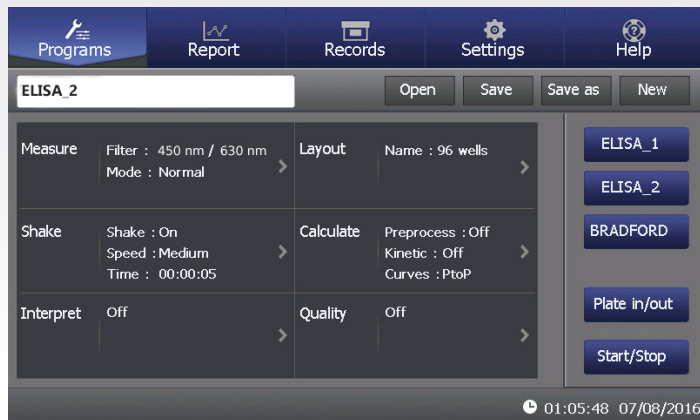 Programs Report Records Settings Help
ELISA_2 Open Save Save as New
Measure Filter : 450 nm / 630 nm
Mode : Normal
Layout Name : 96 wells
Shake Shake : On
Speed : Medium
Time : 00:00:05
Calculate Preprocess : Off
Kinetic : Off
Curves : PtoP
Interpret Off
Quality Off
ELISA_1
ELISA_2
BRADFORD
Plate in/out
Start/Stop
01:05:48 07/08/2016